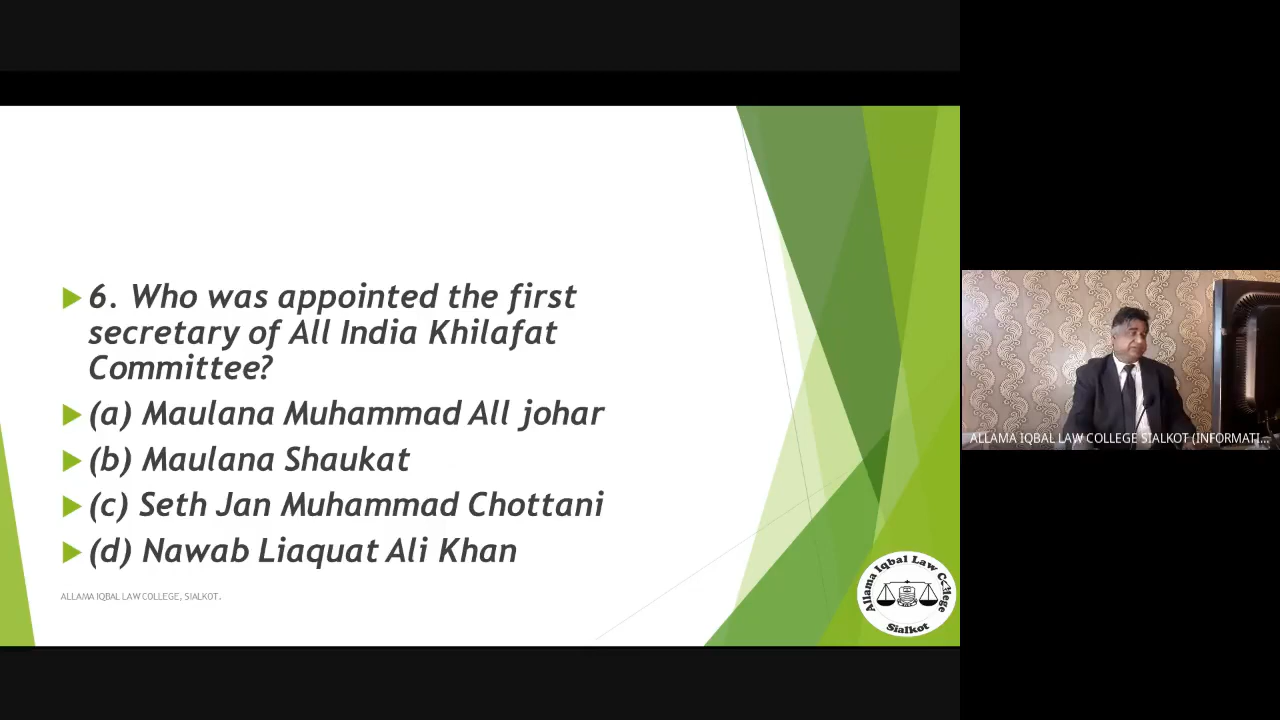 6. Who was appointed the first
secretary of All India Khilafat
Committee?
(a) Maulana Muhammad All johar
(b) Maulana Shaukat
(c) Seth Jan Muhammad Chottani
(d) Nawab Liaquat Ali Khan
ALLAMA IQBAL LAW COLLEGE, SIALKOT.
Allama Iqbal Law College
Sialkot
ALLAMA IQBAL LAW COLLEGE SIALKOT (INFORMATI...